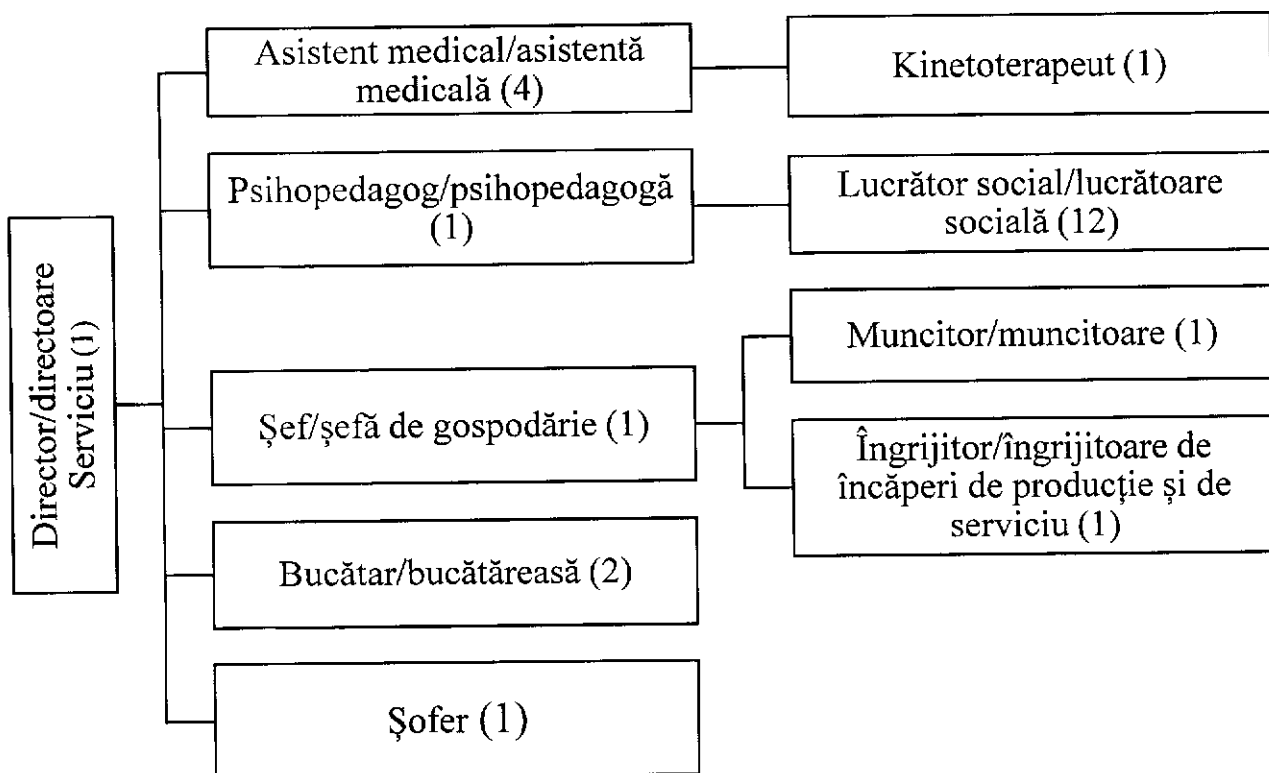 Director/directoare
Serviciu (1)
Asistent medical/asistentă
medicală (4)
Kinetoterapeut (1)
Psihopedagog/psihopedagogă
(1)
Lucrător social/lucrătoare
socială (12)
Șef/șefă de gospodărie (1)
Muncitor/muncitoare (1)
Îngrijitor/îngrijitoare de
încăperi de producție și de
serviciu (1)
Bucătar/bucătăreasă (2)
Șofer (1)